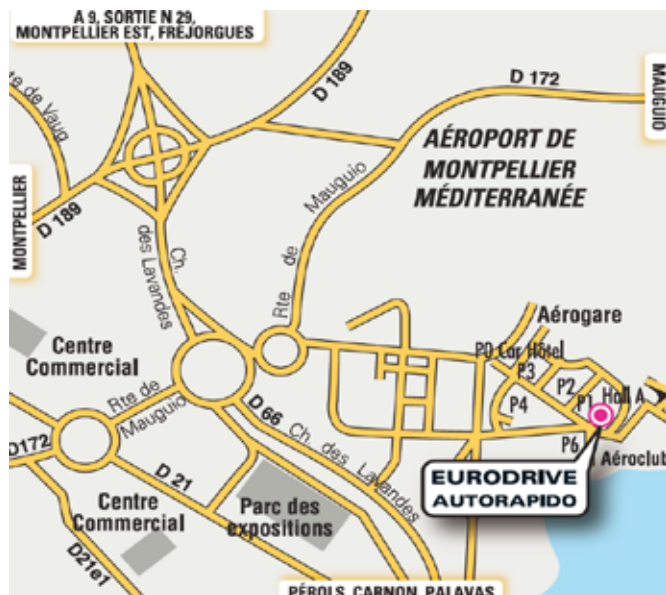 A 9, SORTIE N 29,
MONTPELLIER EST, FRÉJORGUES
D 189
D 172
MAUGUIO
te de Vaug
AÉROPORT DE
MONTPELLIER
MÉDITERRANÉE
MONTPELLIER
D 189
Ch.
des Lavandes
Rte de
Mauguio
Aérogare
Centre
Commercial
P0 Car Hôtel
P3
P2
P1
Hall A
P4
P6
Aéroclub
Rte de
Mauguio
D 66
Ch. des Lavandes
D172
D 21
EURODRIVE
AUTORAPIDO
Centre
Commercial
Parc des
expositions
D21e1
PÉROLS, CARNON, PALAVAS